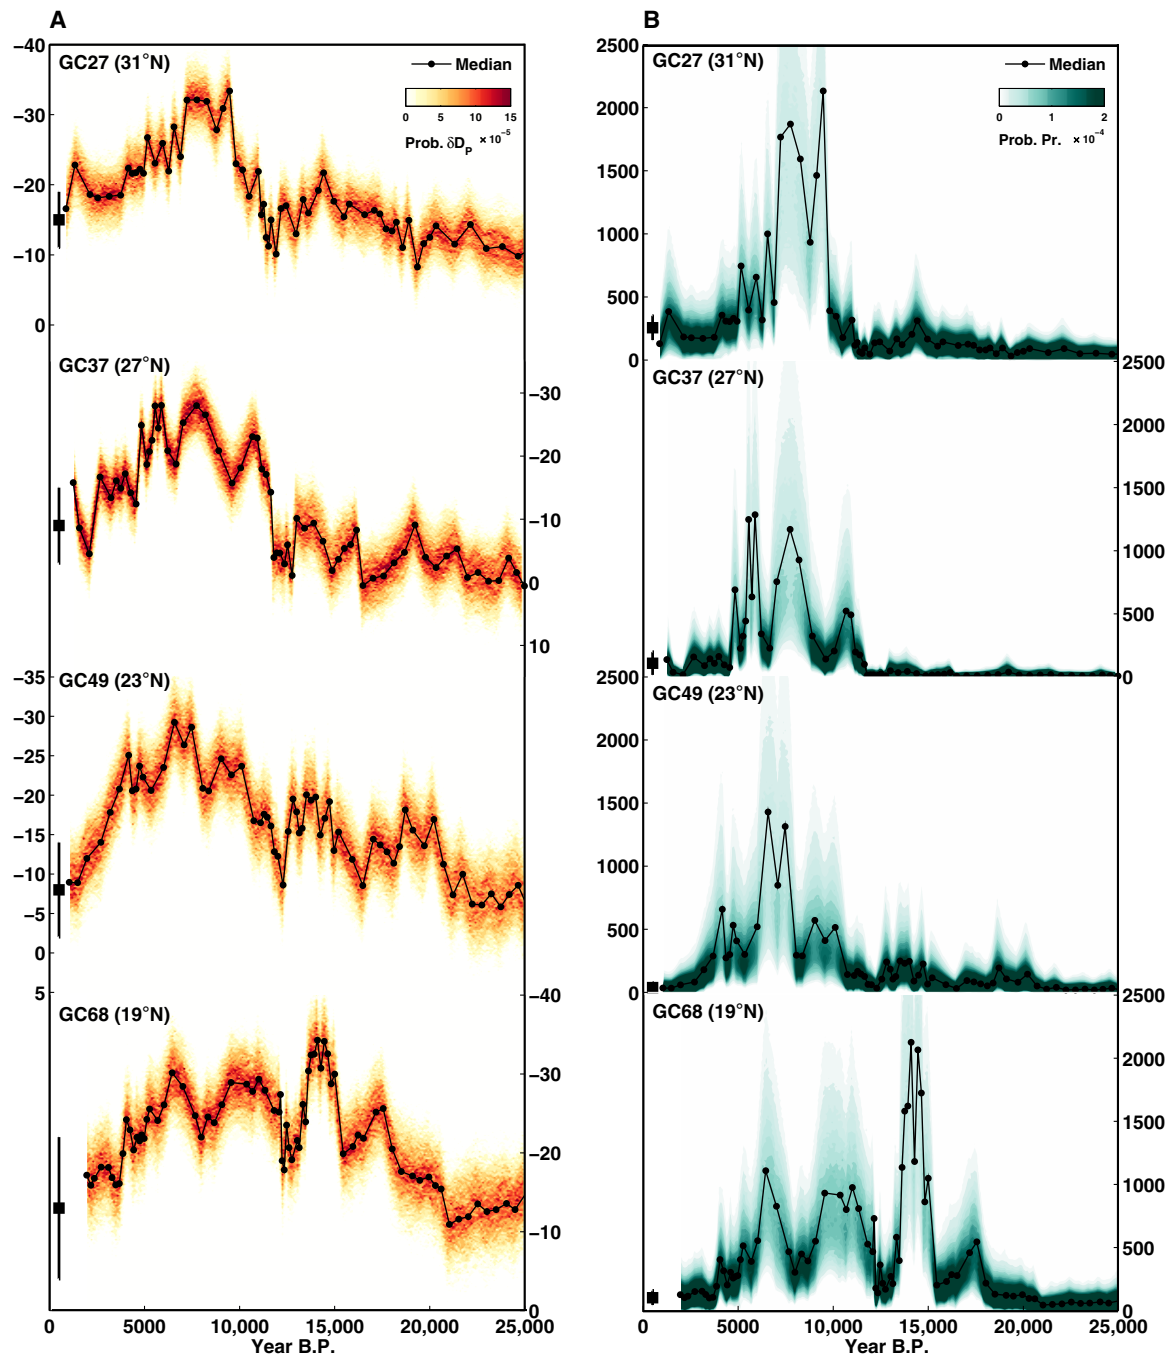 A
−40
−30
−20
−10
0
GC27 (31°N)
Median
0 5 10 15
Prob. δDP × 10−5
GC37 (27°N)
−30
−20
−10
0
10
−35
−30
−25
−20
−15
−10
−5
0
5
GC49 (23°N)
GC68 (19°N)
−40
−30
−20
−10
0
0 5000 10,000 15,000 20,000 25,000
Year B.P.
B
2500
2000
1500
1000
500
0
GC27 (31°N)
Median
0 1 2
Prob. Pr. × 10−4
GC37 (27°N)
2500
2000
1500
1000
500
0
2500
2000
1500
1000
500
0
GC49 (23°N)
GC68 (19°N)
2500
2000
1500
1000
500
0
0 5000 10,000 15,000 20,000 25,000
Year B.P.